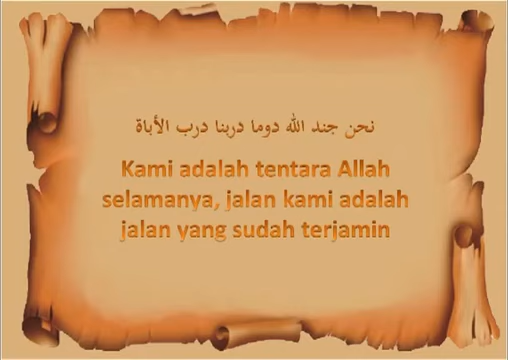 نحن جند الله دوما دربنا درب الأباة
Kami adalah tentara Allah
selamanya, jalan kami adalah
jalan yang sudah terjamin